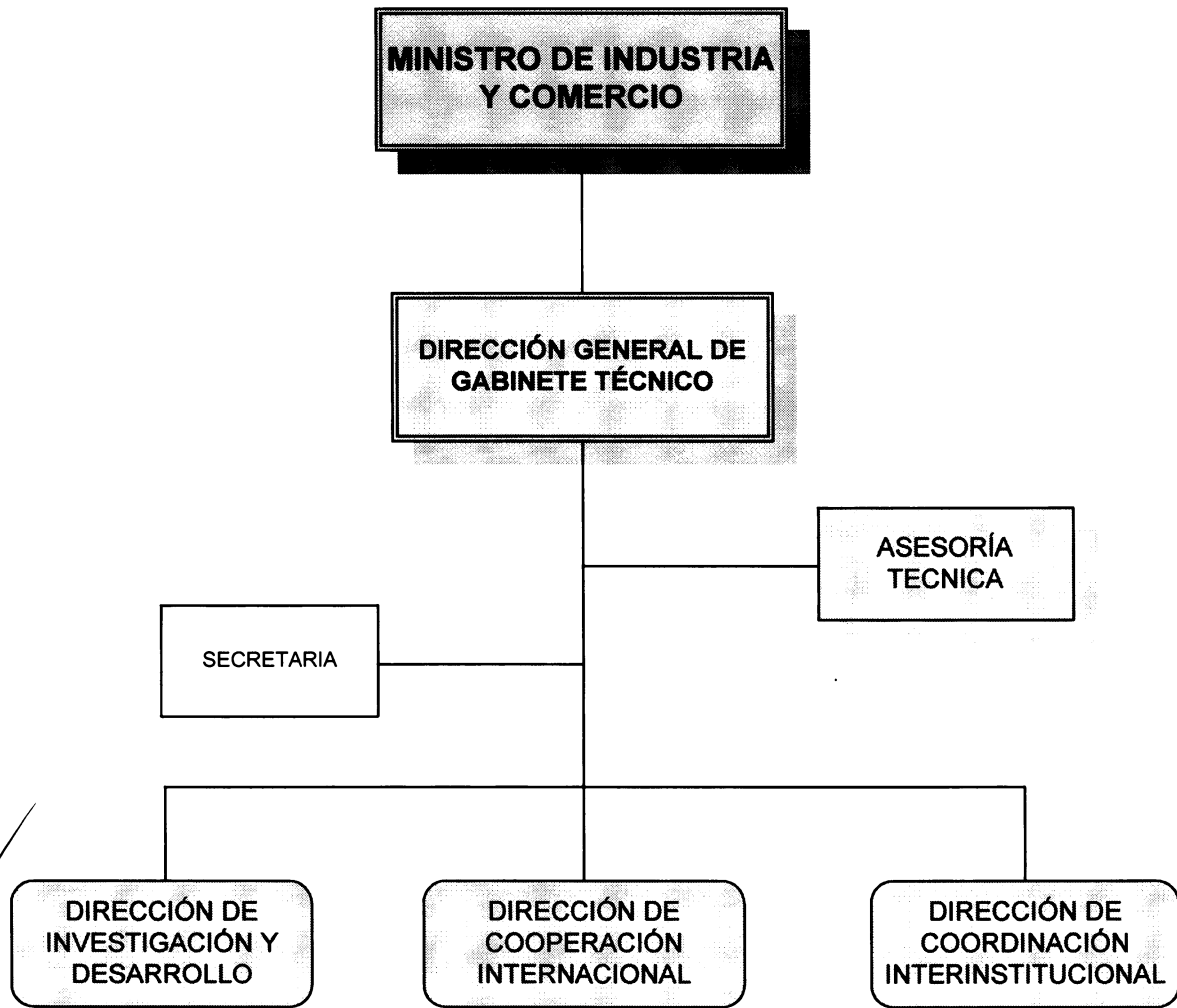 MINISTRO DE INDUSTRIA
Y COMERCIO
DIRECCIÓN GENERAL DE
GABINETE TÉCNICO
ASESORÍA
TECNICA
SECRETARIA
DIRECCIÓN DE
INVESTIGACIÓN Y
DESARROLLO
DIRECCIÓN DE
COOPERACIÓN
INTERNACIONAL
DIRECCIÓN DE
COORDINACIÓN
INTERINSTITUCIONAL